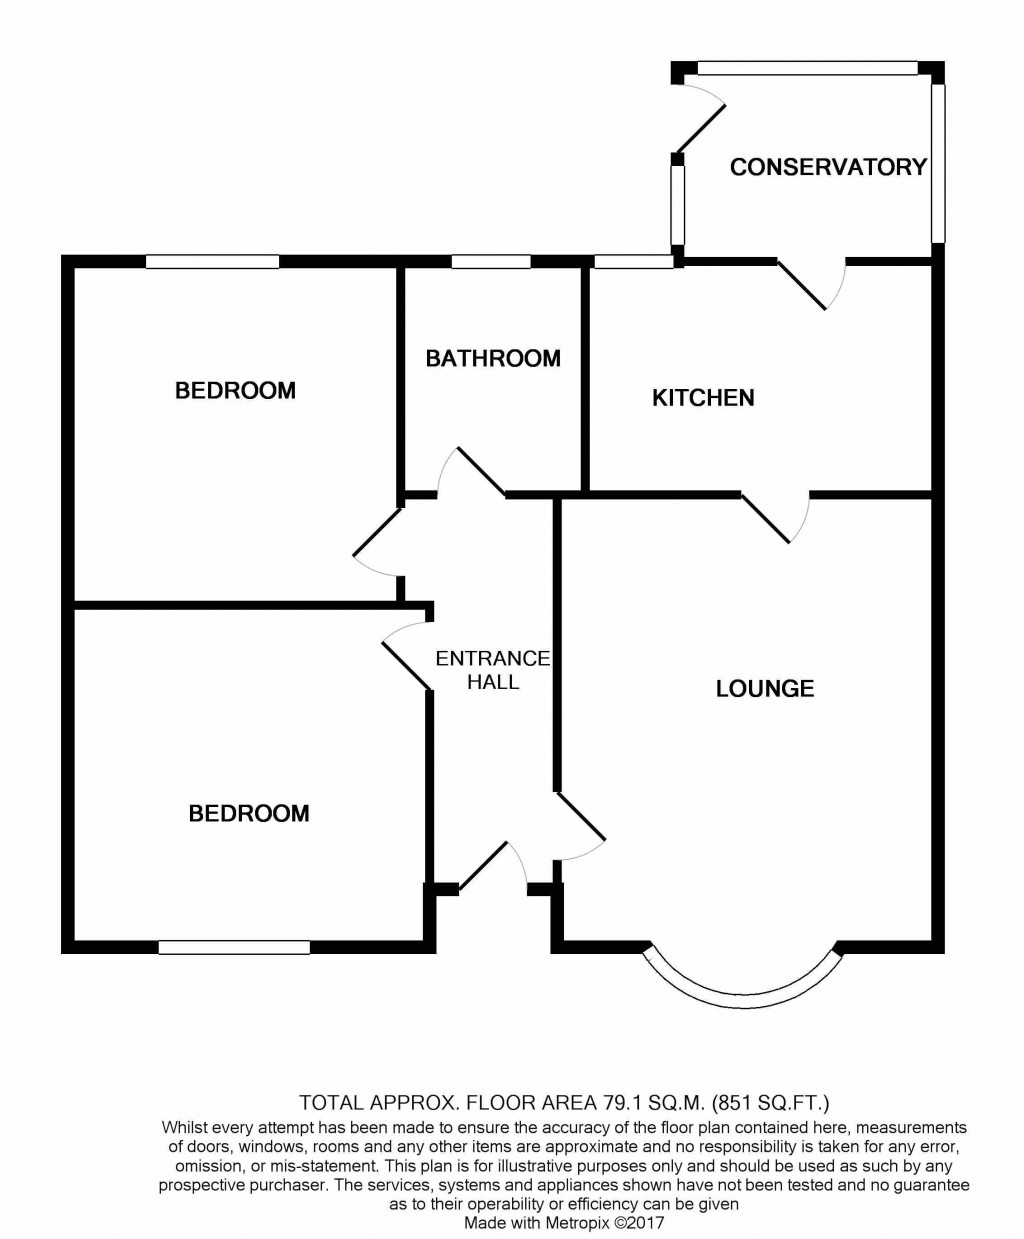 CONSERVATORY
BATHROOM
BEDROOM
KITCHEN
ENTRANCE
HALL
LOUNGE
BEDROOM
TOTAL APPROX. FLOOR AREA 79.1 SQ.M. (851 SQ.FT.)
Whilst every attempt has been made to ensure the accuracy of the floor plan contained here, measurements
of doors, windows, rooms and any other items are approximate and no responsibility is taken for any error,
omission, or mis-statement. This plan is for illustrative purposes only and should be used as such by any
prospective purchaser. The services, systems and appliances shown have not been tested and no guarantee
as to their operability or efficiency can be given
Made with Metropix ©2017